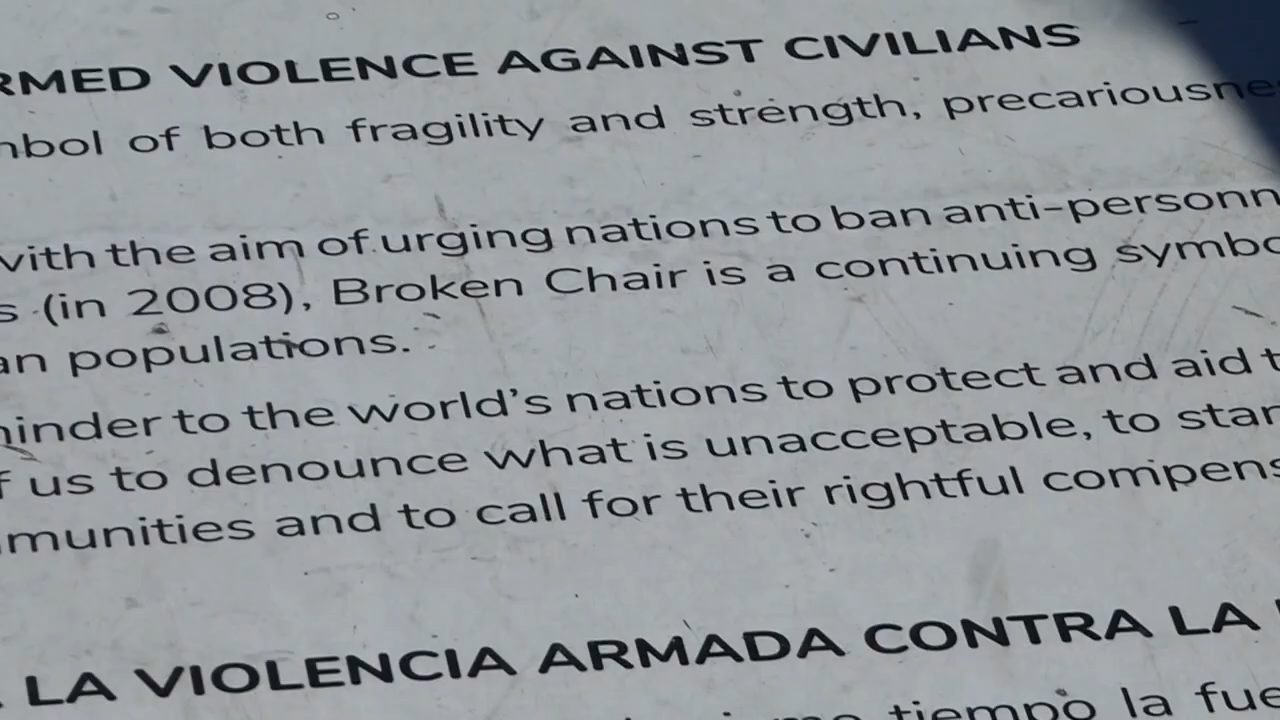 RMED VIOLENCE AGAINST CIVILIANS
nbol of both fragility and strength, precariousne
with the aim of urging nations to ban anti-personn
s (in 2008), Broken Chair is a continuing symbo
an populations.
ninder to the world's nations to protect and aid t
f us to denounce what is unacceptable, to star
munities and to call for their rightful compens
LA VIOLENCIA ARMADA CONTRA LA
tiempo la fue